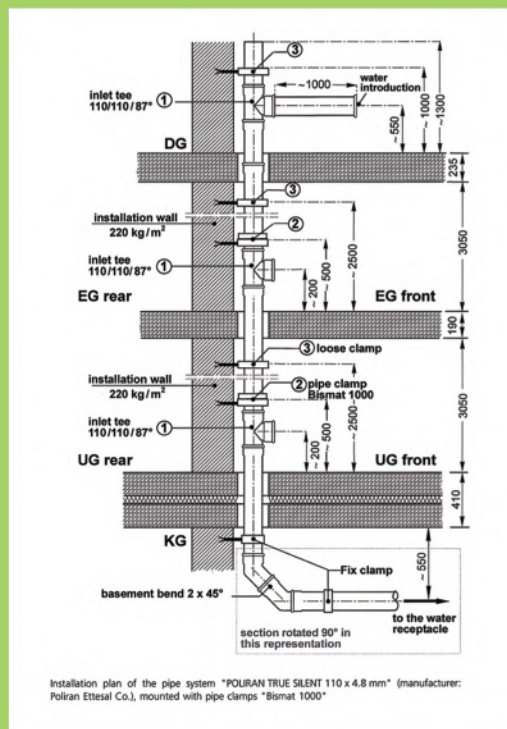 ③
~1000
water
introduction
inlet tee ①
110/110/87°
~550
~1000
~1300
DG
235
③
installation wall
220 kg/m²
②
inlet tee ①
110/110/87°
~200
~500
~2500
3050
EG rear
EG front
190
③ loose clamp
installation wall
220 kg/m²
② pipe clamp
Bismat 1000
inlet tee ①
110/110/87°
~200
~500
~2500
3050
UG rear
UG front
410
KG
Fix clamp
~550
basement bend 2 x 45°
to the water
receptacle
section rotated 90° in
this representation
Installation plan of the pipe system "POLIRAN TRUE SILENT 110 x 4.8 mm" (manufacturer:
Poliran Ettesal Co.), mounted with pipe clamps "Bismat 1000"